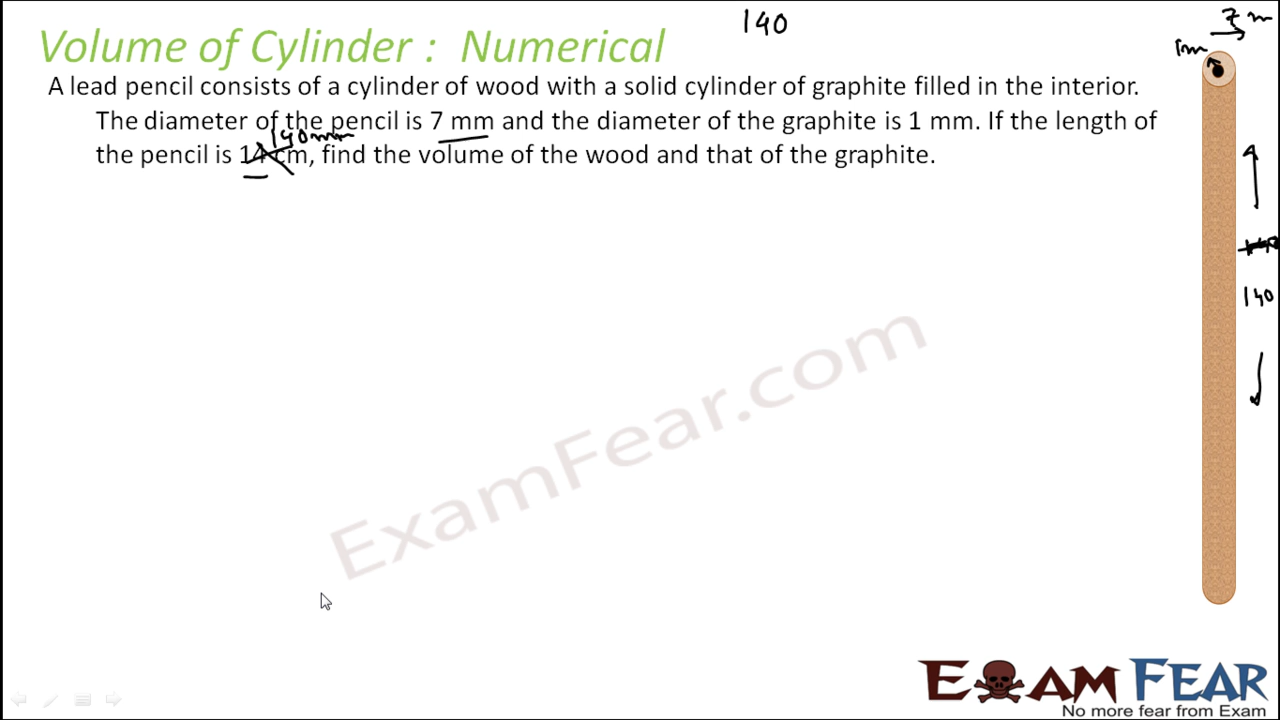 140
7 m
1m
Volume of Cylinder : Numerical
A lead pencil consists of a cylinder of wood with a solid cylinder of graphite filled in the interior.
The diameter of the pencil is 7 mm and the diameter of the graphite is 1 mm. If the length of
140mm
the pencil is 14 cm, find the volume of the wood and that of the graphite.
140
ExamFear.com
EXAM FEAR
No more fear from Exam